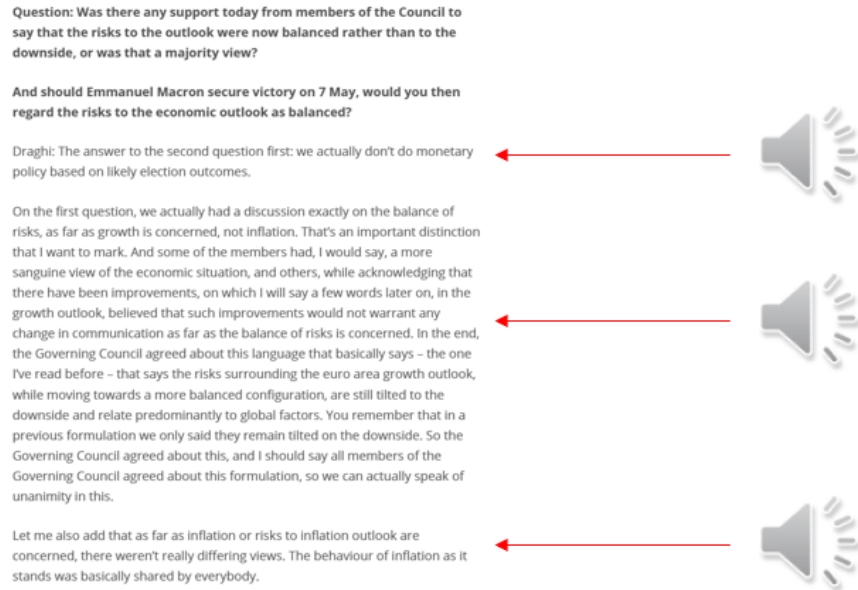 Question: Was there any support today from members of the Council to
say that the risks to the outlook were now balanced rather than to the
downside, or was that a majority view?
And should Emmanuel Macron secure victory on 7 May, would you then
regard the risks to the economic outlook as balanced?
Draghi: The answer to the second question first: we actually don't do monetary
policy based on likely election outcomes.
On the first question, we actually had a discussion exactly on the balance of
risks, as far as growth is concerned, not inflation. That's an important distinction
that I want to mark. And some of the members had, I would say, a more
sanguine view of the economic situation, and others, while acknowledging that
there have been improvements, on which I will say a few words later on, in the
growth outlook, believed that such improvements would not warrant any
change in communication as far as the balance of risks is concerned. In the end,
the Governing Council agreed about this language that basically says – the one
I've read before – that says the risks surrounding the euro area growth outlook,
while moving towards a more balanced configuration, are still tilted to the
downside and relate predominantly to global factors. You remember that in a
previous formulation we only said they remain tilted on the downside. So the
Governing Council agreed about this, and I should say all members of the
Governing Council agreed about this formulation, so we can actually speak of
unanimity in this.
Let me also add that as far as inflation or risks to inflation outlook are
concerned, there weren't really differing views. The behaviour of inflation as it
stands was basically shared by everybody.